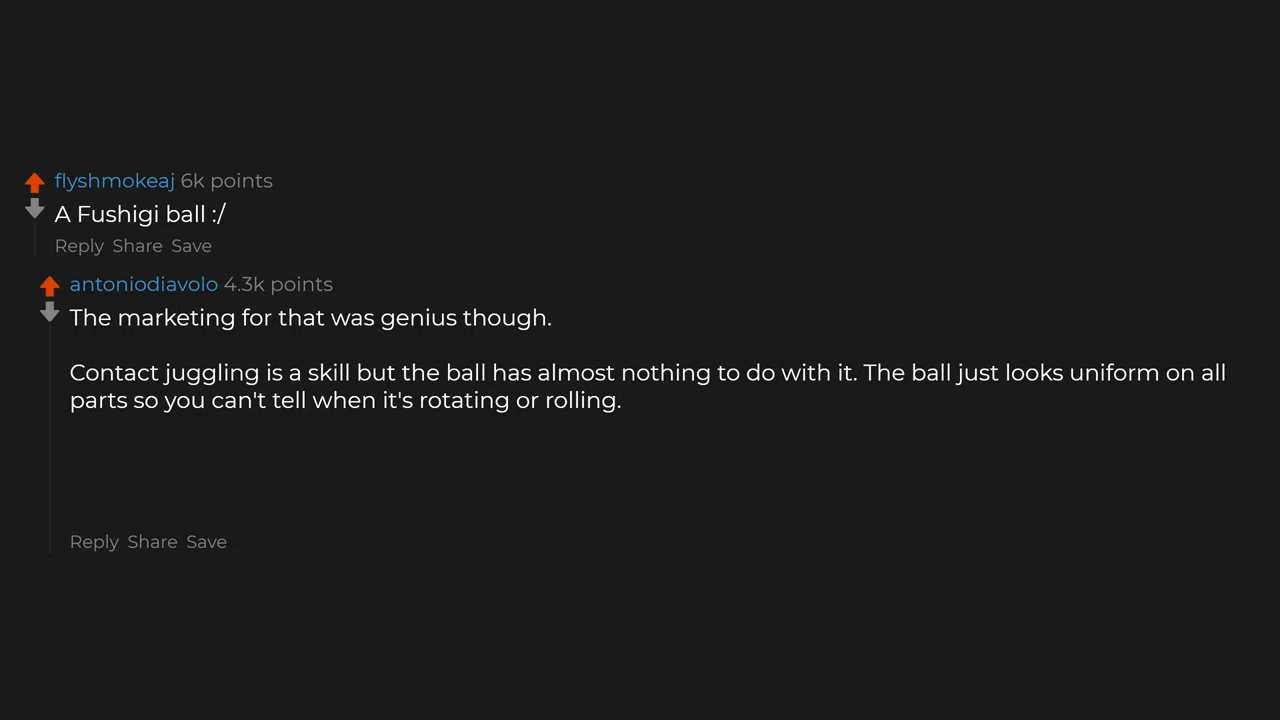 flyshmokeaj 6k points
A Fushigi ball :/
Reply Share Save
antoniodiavolo 4.3k points
The marketing for that was genius though.
Contact juggling is a skill but the ball has almost nothing to do with it. The ball just looks uniform on all
parts so you can't tell when it's rotating or rolling.
Reply Share Save